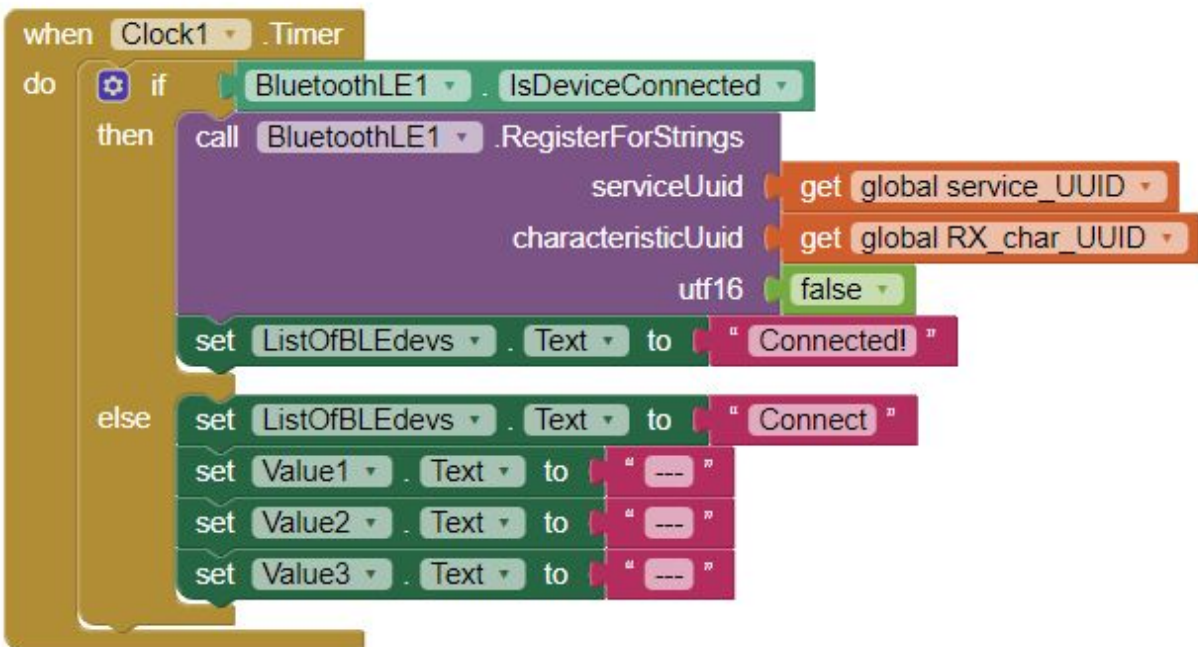 when Clock1 .Timer
do if BluetoothLE1 . IsDeviceConnected
then call BluetoothLE1 .RegisterForStrings
serviceUuid get global service_UUID
characteristicUuid get global RX_char_UUID
utf16 false
set ListOfBLEdevs . Text to “ Connected! ”
else set ListOfBLEdevs . Text to “ Connect ”
set Value1 . Text to “ --- ”
set Value2 . Text to “ --- ”
set Value3 . Text to “ --- ”